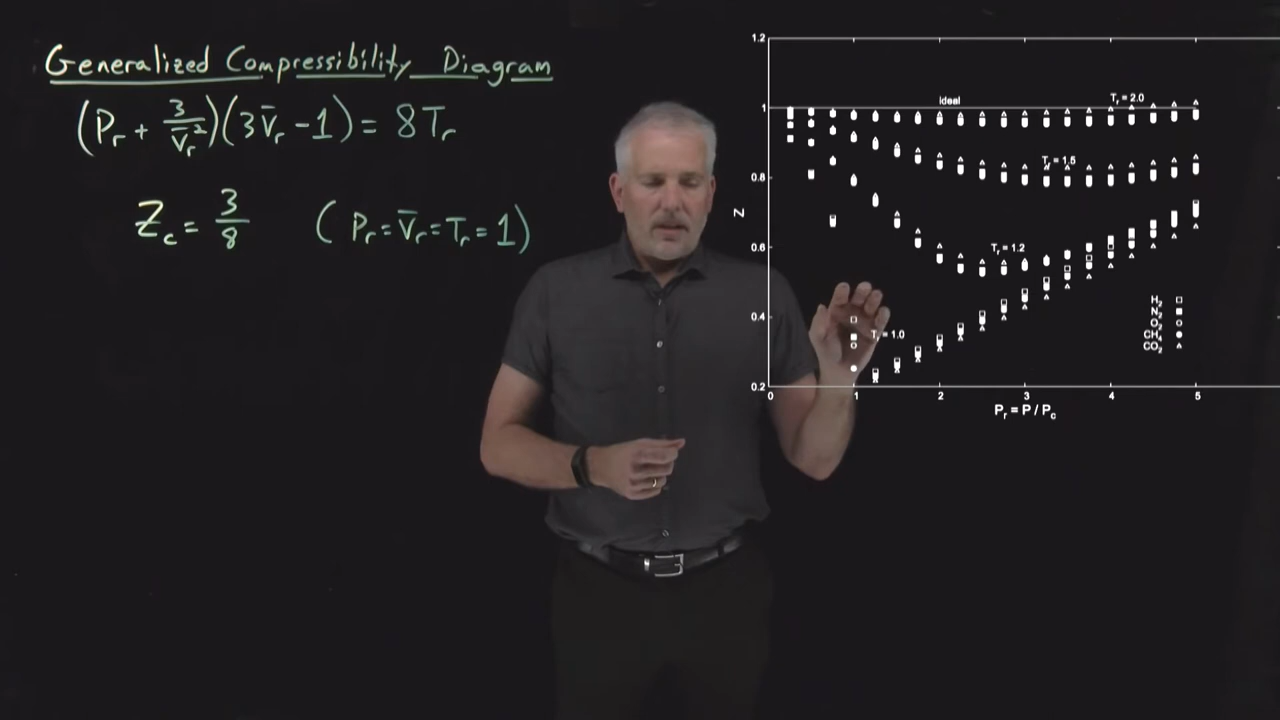 Generalized Compressibility Diagram
(Pr + 3/v̄r²)(3v̄r - 1) = 8Tr
Zc = 3/8 (Pr = v̄r = Tr = 1)
1.2
ideal
Tr = 2.0
1
Tr = 1.5
0.8
Z
Tr = 1.2
0.6
H2
N2
0.4
O2
Tr = 1.0
CH4
CO2
0.2
0 1 2 3 4 5
Pr = P / Pc